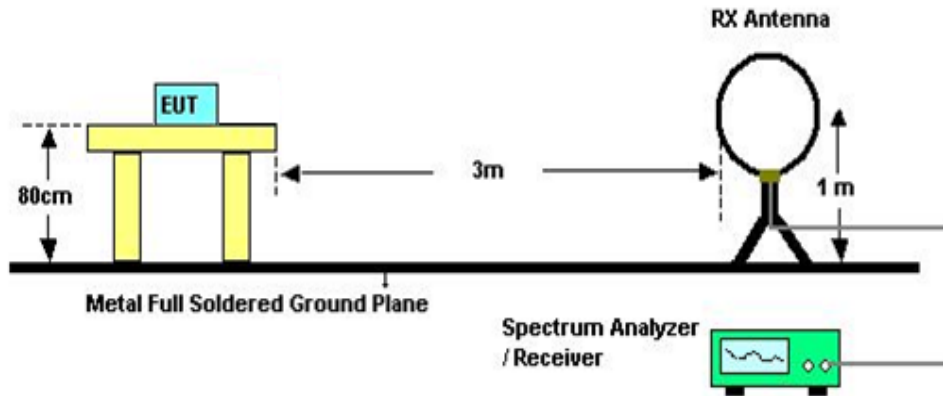 RX Antenna
EUT
3m
80cm
1 m
Metal Full Soldered Ground Plane
Spectrum Analyzer
/ Receiver